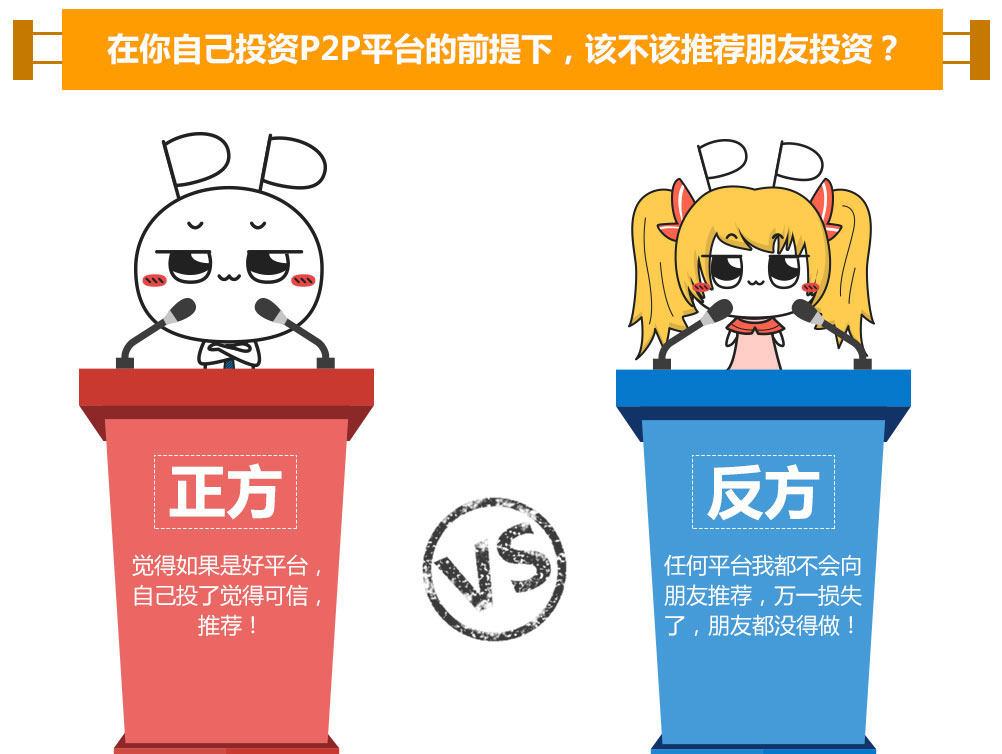 在你自己投资P2P平台的前提下，该不该推荐朋友投资？
正方
觉得如果是好平台，
自己投了觉得可信，
推荐！
VS
反方
任何平台我都不会向
朋友推荐，万一损失
了，朋友都没得做！